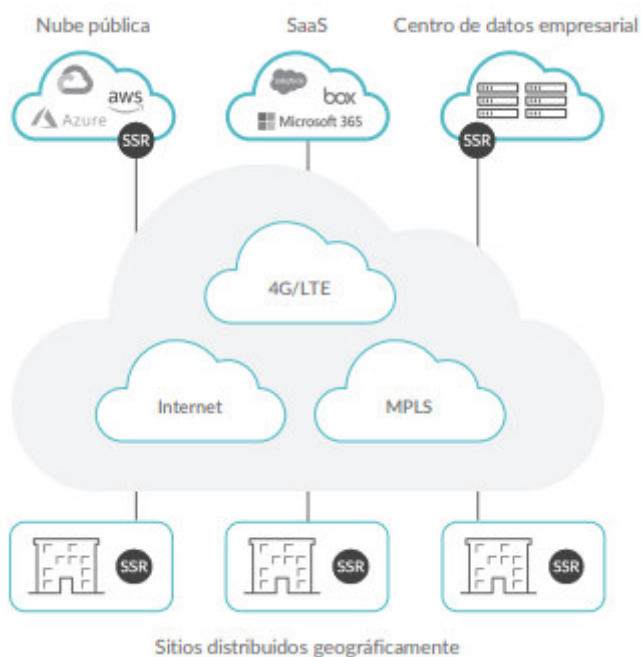 Nube pública
SaaS
Centro de datos empresarial
aws
Azure
SSR
salesforce
box
Microsoft 365
SSR
4G/LTE
Internet
MPLS
SSR
SSR
SSR
Sitios distribuidos geográficamente